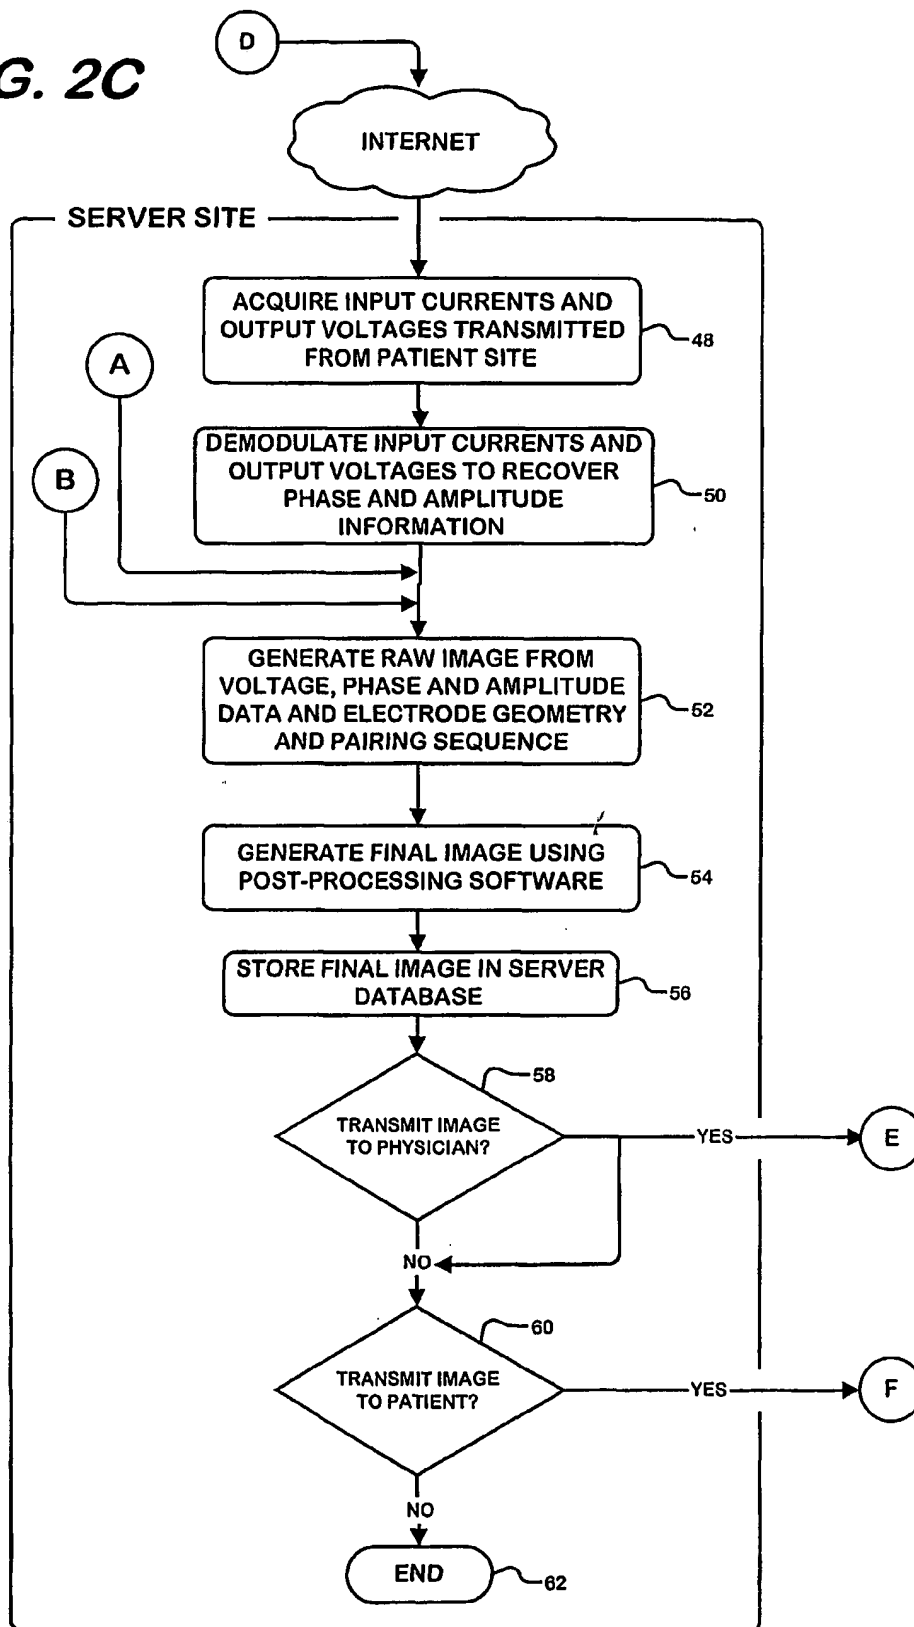 D
G. 2C
INTERNET
SERVER SITE
ACQUIRE INPUT CURRENTS AND
OUTPUT VOLTAGES TRANSMITTED
FROM PATIENT SITE
48
A
DEMODULATE INPUT CURRENTS AND
OUTPUT VOLTAGES TO RECOVER
PHASE AND AMPLITUDE
INFORMATION
50
B
GENERATE RAW IMAGE FROM
VOLTAGE, PHASE AND AMPLITUDE
DATA AND ELECTRODE GEOMETRY
AND PAIRING SEQUENCE
52
GENERATE FINAL IMAGE USING
POST-PROCESSING SOFTWARE
54
STORE FINAL IMAGE IN SERVER
DATABASE
56
58
TRANSMIT IMAGE
TO PHYSICIAN?
YES
E
NO
60
TRANSMIT IMAGE
TO PATIENT?
YES
F
NO
END
62